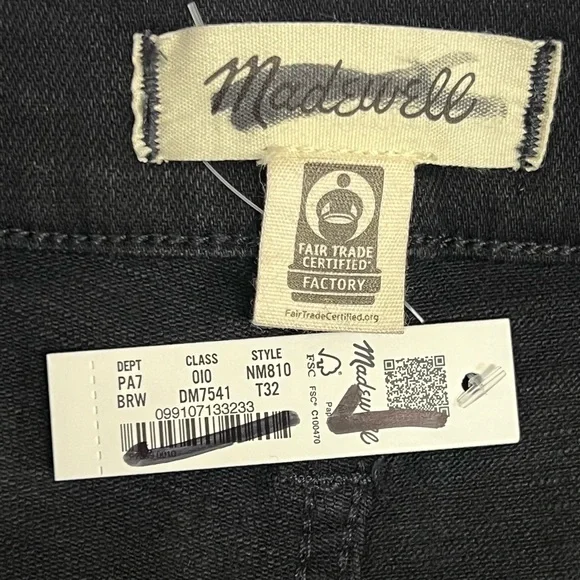 Madewell
FAIR TRADE
CERTIFIED
FACTORY
FairTradeCertified.org
DEPT CLASS STYLE
PA7 010 NM810
BRW DM7541 T32
099107133233
FSC
FSC® C100470
Madewell